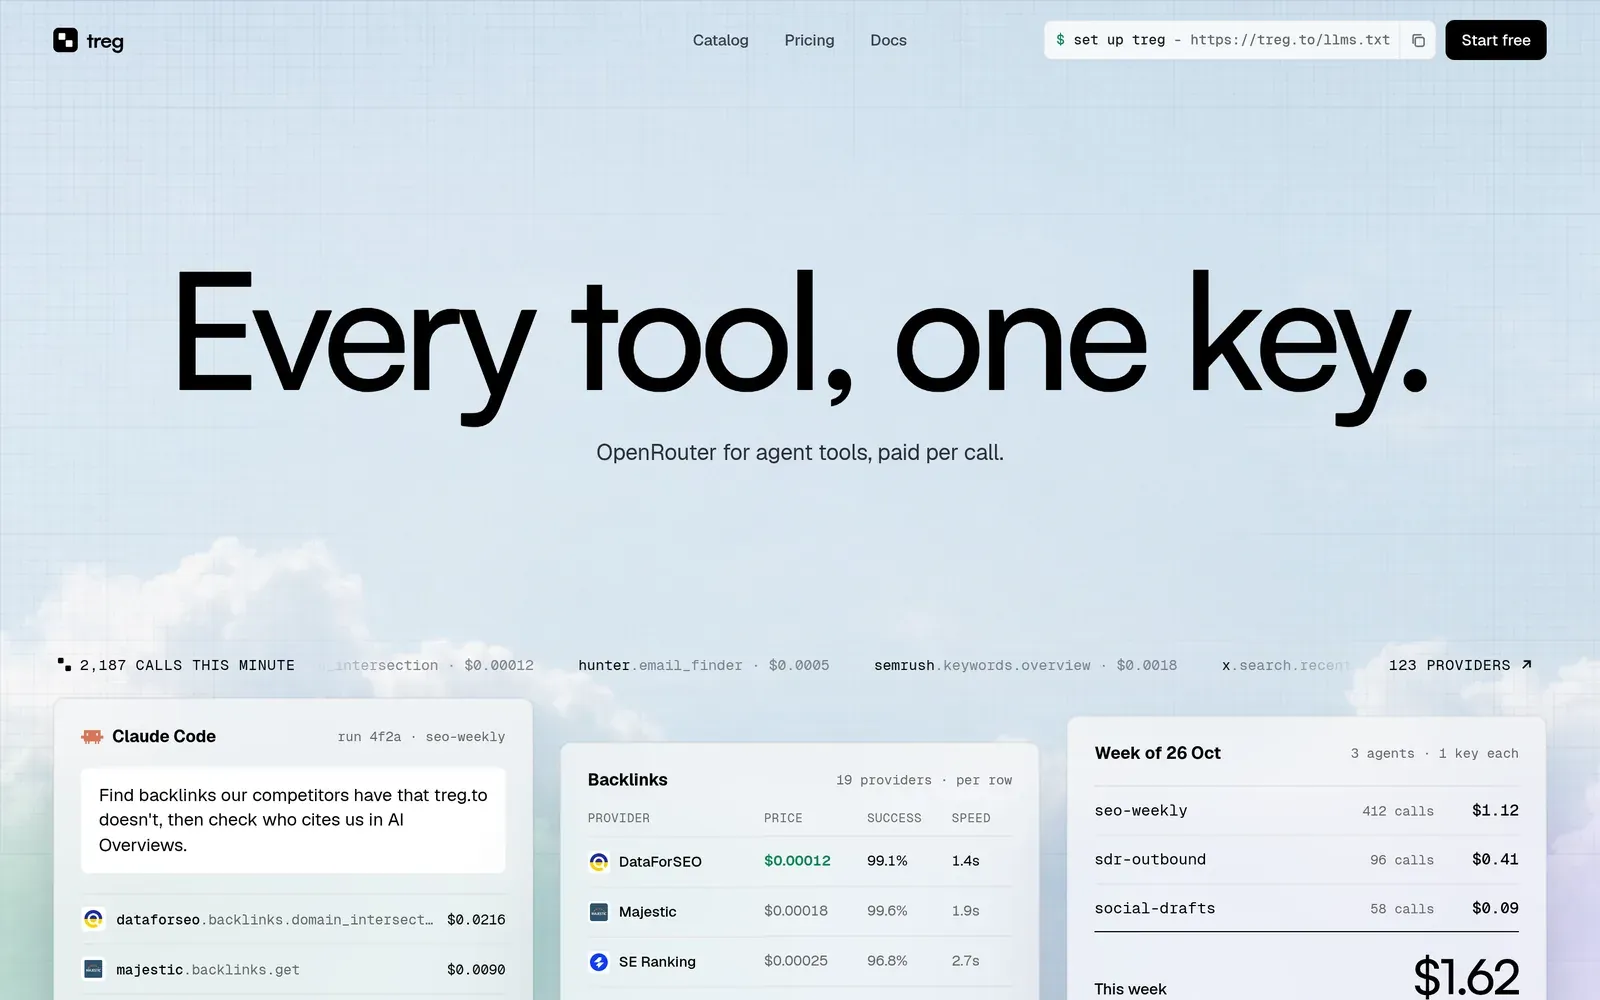 treg
Catalog
Pricing
Docs
$ set up treg - https://treg.to/llms.txt
Start free
Every tool, one key.
OpenRouter for agent tools, paid per call.
2,187 CALLS THIS MINUTE
_intersection · $0.00012
hunter.email_finder · $0.0005
semrush.keywords.overview · $0.0018
x.search.recent
123 PROVIDERS ↗
Claude Code
run 4f2a · seo-weekly
Find backlinks our competitors have that treg.to
doesn't, then check who cites us in AI
Overviews.
dataforseo.backlinks.domain_intersect… $0.0216
majestic.backlinks.get $0.0090
Backlinks
19 providers · per row
PROVIDER PRICE SUCCESS SPEED
DataForSEO $0.00012 99.1% 1.4s
Majestic $0.00018 99.6% 1.9s
SE Ranking $0.00025 96.8% 2.7s
Week of 26 Oct
3 agents · 1 key each
seo-weekly 412 calls $1.12
sdr-outbound 96 calls $0.41
social-drafts 58 calls $0.09
This week $1.62